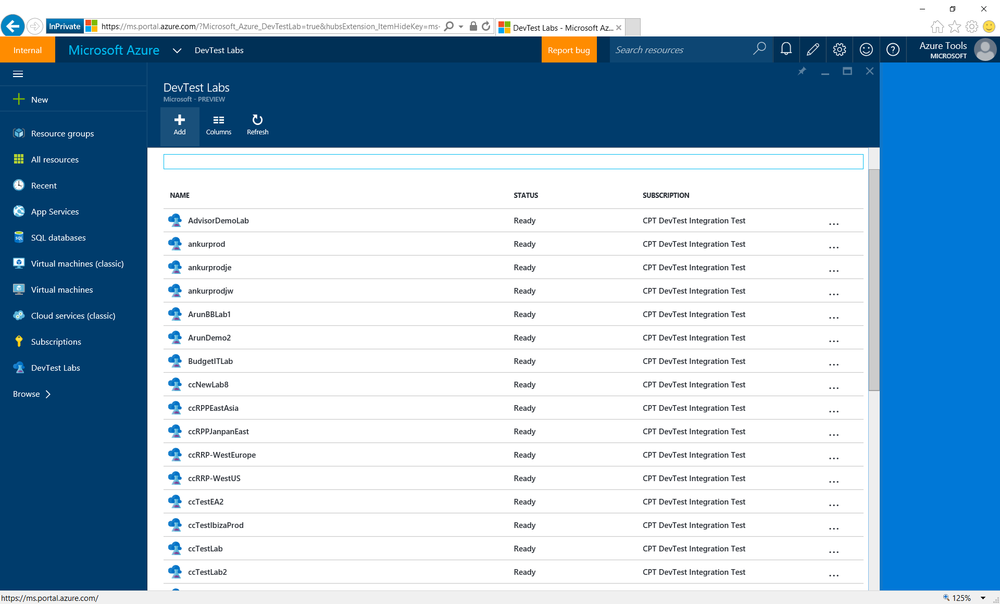 InPrivate https://ms.portal.azure.com/?Microsoft_Azure_DevTestLab=true&hubsExtension_ItemHideKey=ms- DevTest Labs - Microsoft Az...
Internal Microsoft Azure DevTest Labs Report bug Search resources Azure Tools
MICROSOFT
New
Resource groups
All resources
Recent
App Services
SQL databases
Virtual machines (classic)
Virtual machines
Cloud services (classic)
Subscriptions
DevTest Labs
Browse
DevTest Labs
Microsoft - PREVIEW
Add Columns Refresh
NAME STATUS SUBSCRIPTION
AdvisorDemoLab Ready CPT DevTest Integration Test ...
ankurprod Ready CPT DevTest Integration Test ...
ankurprodje Ready CPT DevTest Integration Test ...
ankurprodjw Ready CPT DevTest Integration Test ...
ArunBBLab1 Ready CPT DevTest Integration Test ...
ArunDemo2 Ready CPT DevTest Integration Test ...
BudgetITLab Ready CPT DevTest Integration Test ...
ccNewLab8 Ready CPT DevTest Integration Test ...
ccRPPEastAsia Ready CPT DevTest Integration Test ...
ccRPPJanpanEast Ready CPT DevTest Integration Test ...
ccRRP-WestEurope Ready CPT DevTest Integration Test ...
ccRRP-WestUS Ready CPT DevTest Integration Test ...
ccTestEA2 Ready CPT DevTest Integration Test ...
ccTestIbizaProd Ready CPT DevTest Integration Test ...
ccTestLab Ready CPT DevTest Integration Test ...
ccTestLab2 Ready CPT DevTest Integration Test ...
https://ms.portal.azure.com/ 125%